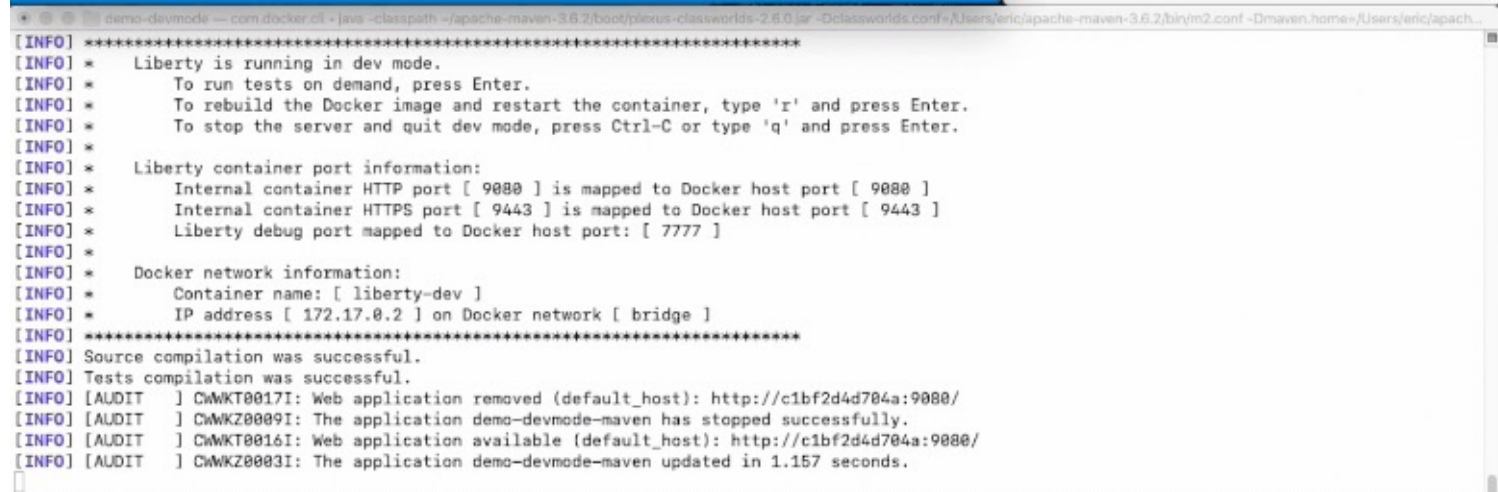 demo-devmode — com.docker.cli • java -classpath ~/apache-maven-3.6.2/boot/plexus-classworlds-2.6.0.jar -Dclassworlds.conf=/Users/eric/apache-maven-3.6.2/bin/m2.conf -Dmaven.home=/Users/eric/apach...
[INFO] ************************************************************************
[INFO] *    Liberty is running in dev mode.
[INFO] *        To run tests on demand, press Enter.
[INFO] *        To rebuild the Docker image and restart the container, type 'r' and press Enter.
[INFO] *        To stop the server and quit dev mode, press Ctrl-C or type 'q' and press Enter.
[INFO] *
[INFO] *    Liberty container port information:
[INFO] *        Internal container HTTP port [ 9080 ] is mapped to Docker host port [ 9080 ]
[INFO] *        Internal container HTTPS port [ 9443 ] is mapped to Docker host port [ 9443 ]
[INFO] *        Liberty debug port mapped to Docker host port: [ 7777 ]
[INFO] *
[INFO] *    Docker network information:
[INFO] *        Container name: [ liberty-dev ]
[INFO] *        IP address [ 172.17.0.2 ] on Docker network [ bridge ]
[INFO] ************************************************************************
[INFO] Source compilation was successful.
[INFO] Tests compilation was successful.
[INFO] [AUDIT   ] CWWKT0017I: Web application removed (default_host): http://c1bf2d4d704a:9080/
[INFO] [AUDIT   ] CWWKZ0009I: The application demo-devmode-maven has stopped successfully.
[INFO] [AUDIT   ] CWWKT0016I: Web application available (default_host): http://c1bf2d4d704a:9080/
[INFO] [AUDIT   ] CWWKZ0003I: The application demo-devmode-maven updated in 1.157 seconds.